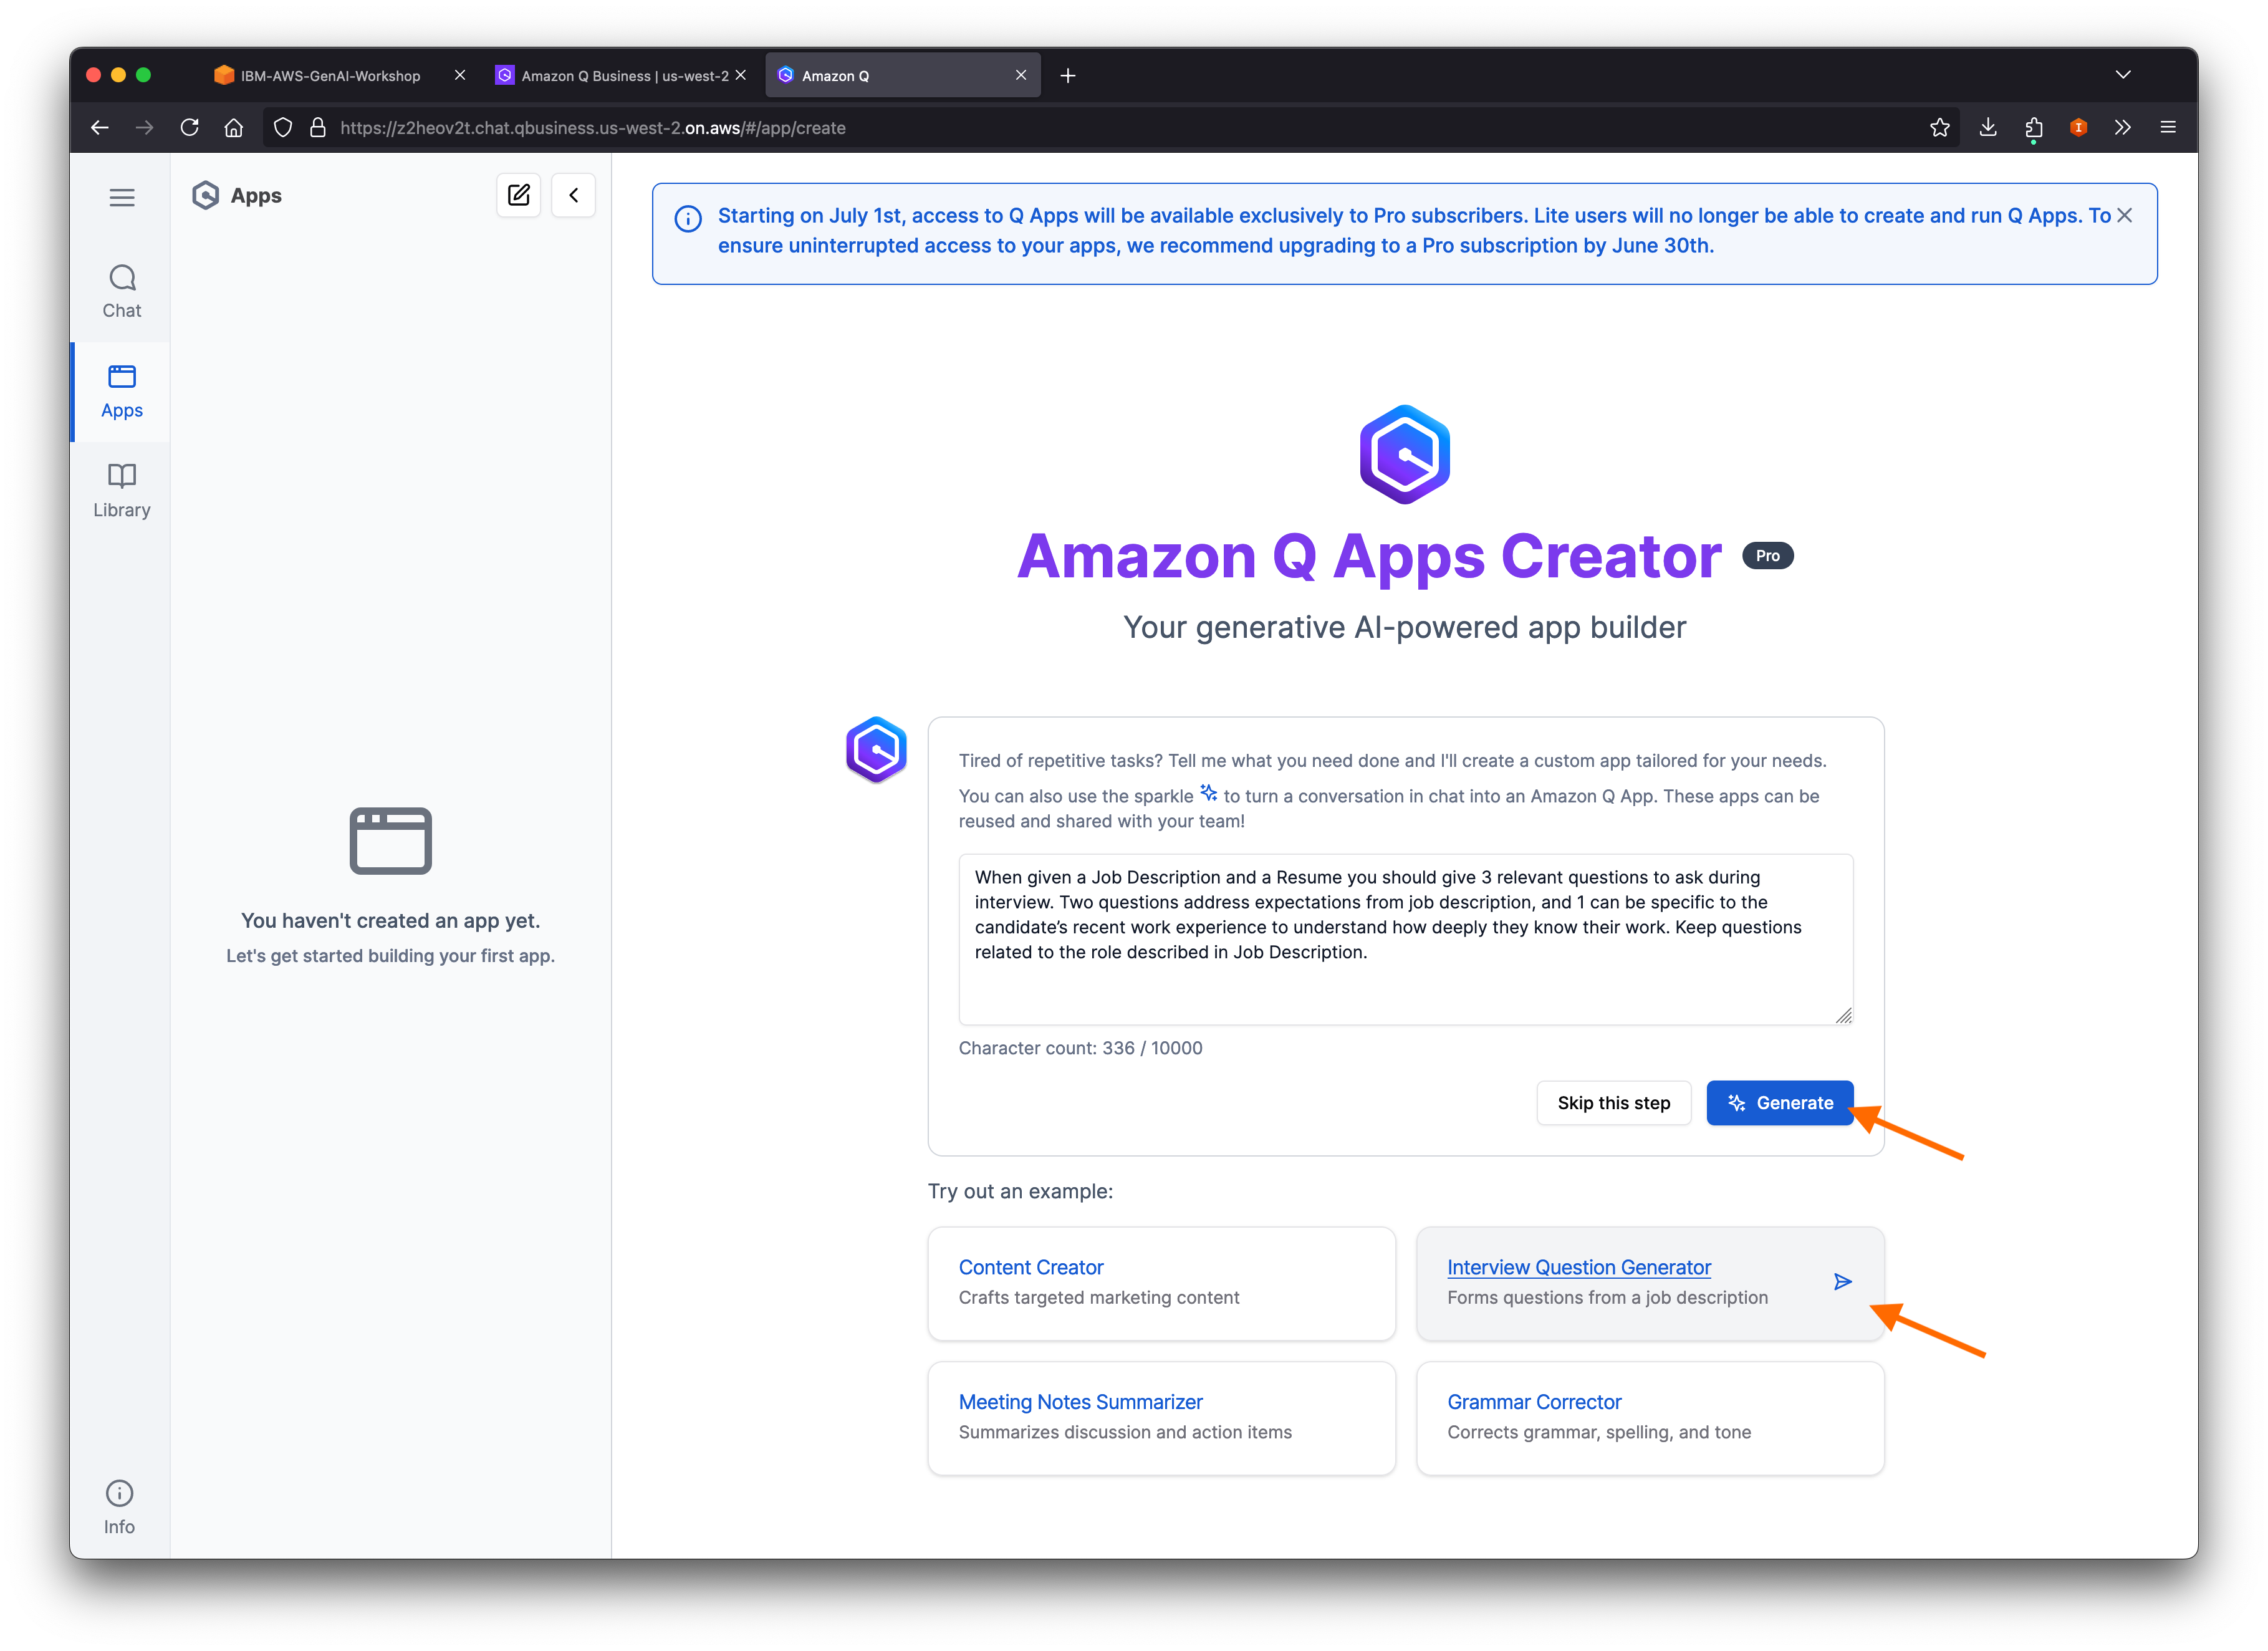 IBM-AWS-GenAI-Workshop
Amazon Q Business | us-west-2
Amazon Q
https://z2heov2t.chat.qbusiness.us-west-2.on.aws/#/app/create
Apps
Chat
Apps
Library
Info
You haven't created an app yet.
Let's get started building your first app.
Starting on July 1st, access to Q Apps will be available exclusively to Pro subscribers. Lite users will no longer be able to create and run Q Apps. To
ensure uninterrupted access to your apps, we recommend upgrading to a Pro subscription by June 30th.
Amazon Q Apps Creator Pro
Your generative AI-powered app builder
Tired of repetitive tasks? Tell me what you need done and I'll create a custom app tailored for your needs.
You can also use the sparkle to turn a conversation in chat into an Amazon Q App. These apps can be
reused and shared with your team!
When given a Job Description and a Resume you should give 3 relevant questions to ask during
interview. Two questions address expectations from job description, and 1 can be specific to the
candidate’s recent work experience to understand how deeply they know their work. Keep questions
related to the role described in Job Description.
Character count: 336 / 10000
Skip this step
Generate
Try out an example:
Content Creator
Crafts targeted marketing content
Interview Question Generator
Forms questions from a job description
Meeting Notes Summarizer
Summarizes discussion and action items
Grammar Corrector
Corrects grammar, spelling, and tone